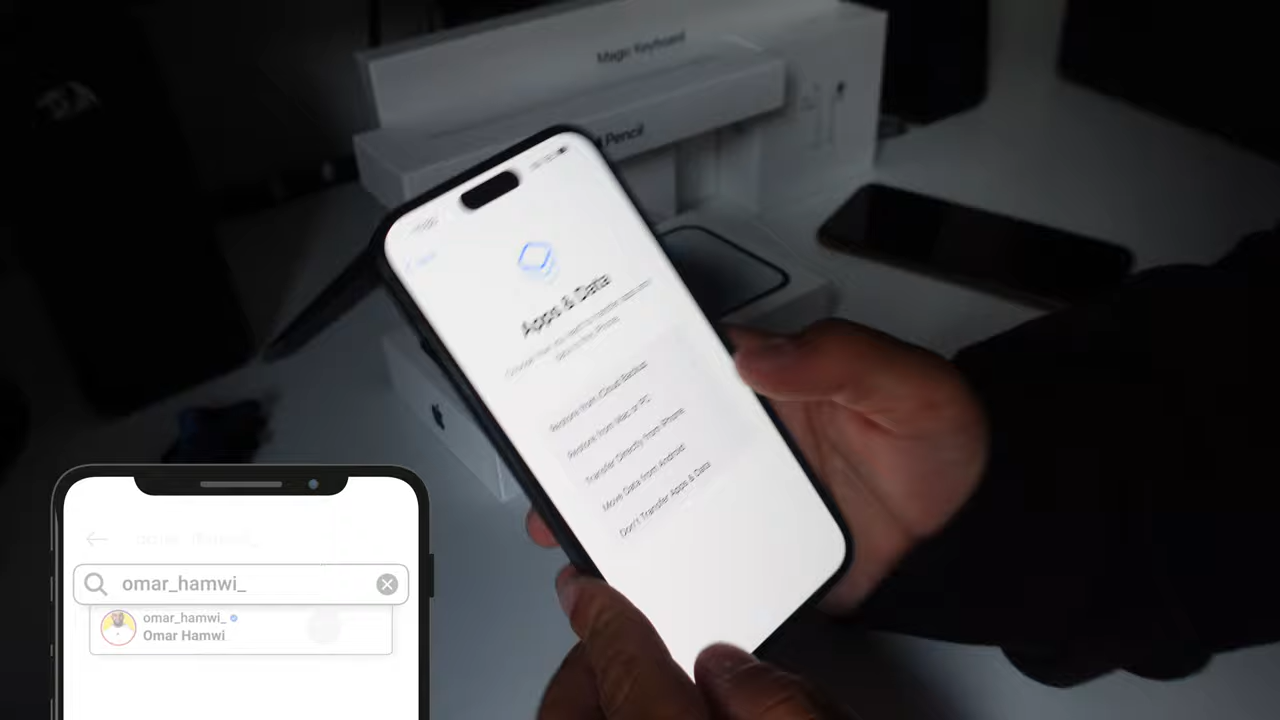 Magic Keyboard
Pencil
Apps & Data
Restore from iCloud Backup
Restore from Mac or PC
Transfer Directly from iPhone
Move Data from Android
Don't Transfer Apps & Data
omar_hamwi_
omar_hamwi_
Omar Hamwi